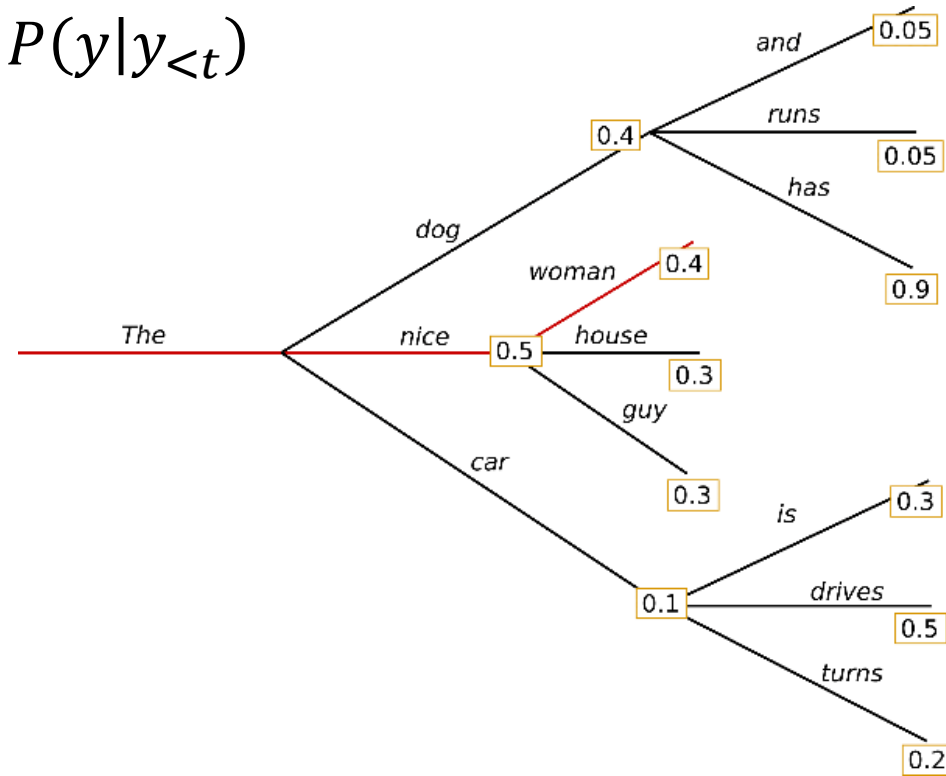 P(y|y<t)
and
0.05
runs
0.4
0.05
has
dog
woman
0.4
0.9
The
nice
0.5
house
0.3
guy
car
0.3
is
0.3
drives
0.1
0.5
turns
0.2